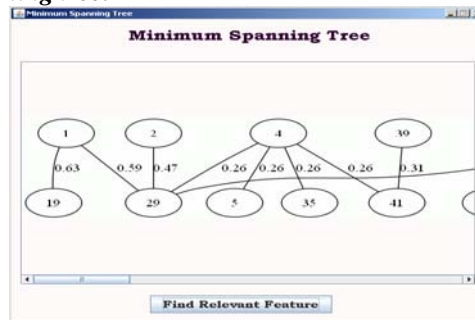 Minimum Spanning Tree
Minimum Spanning Tree
1 2 4 39
0.63 0.59 0.47 0.26 0.26 0.26 0.26 0.31
19 29 5 35 41
Find Relevant Feature